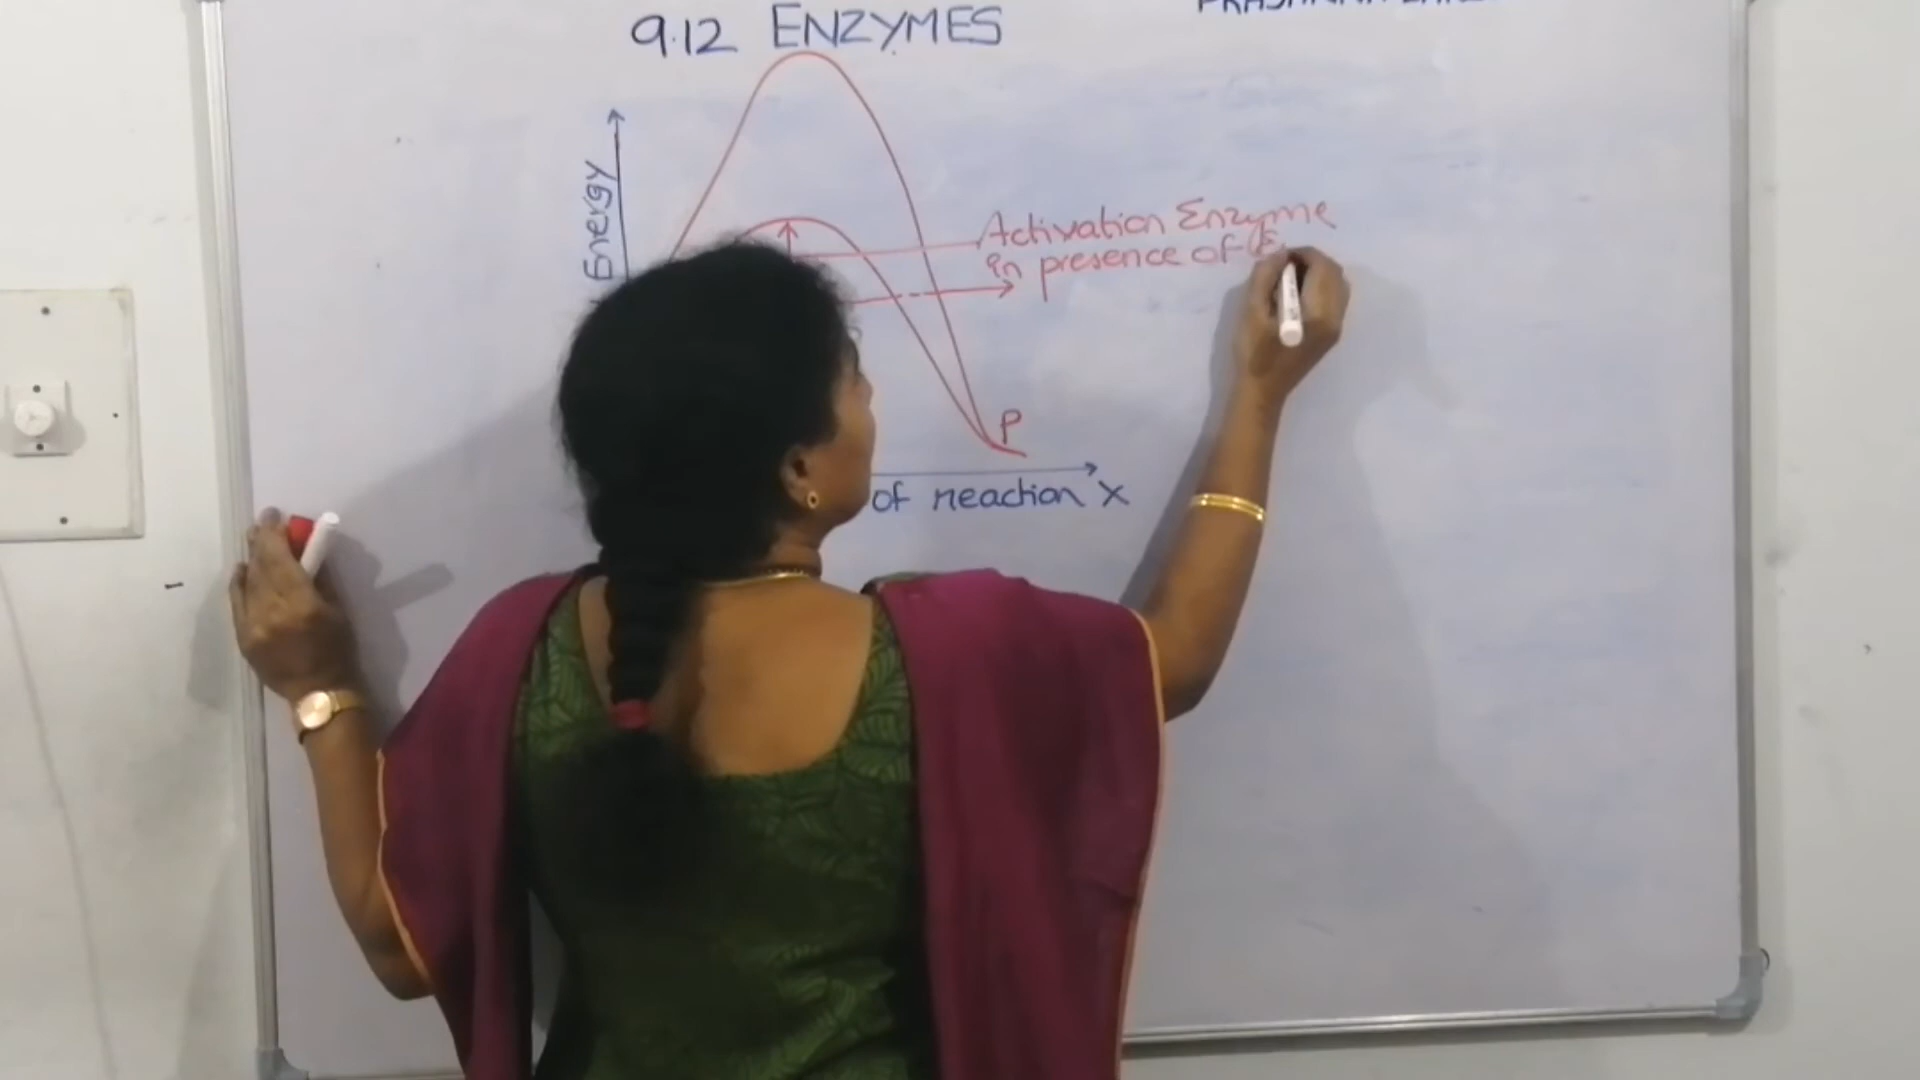 9.12 ENZYMES
Energy
Activation Enzyme
in presence of (E
P
of reaction X